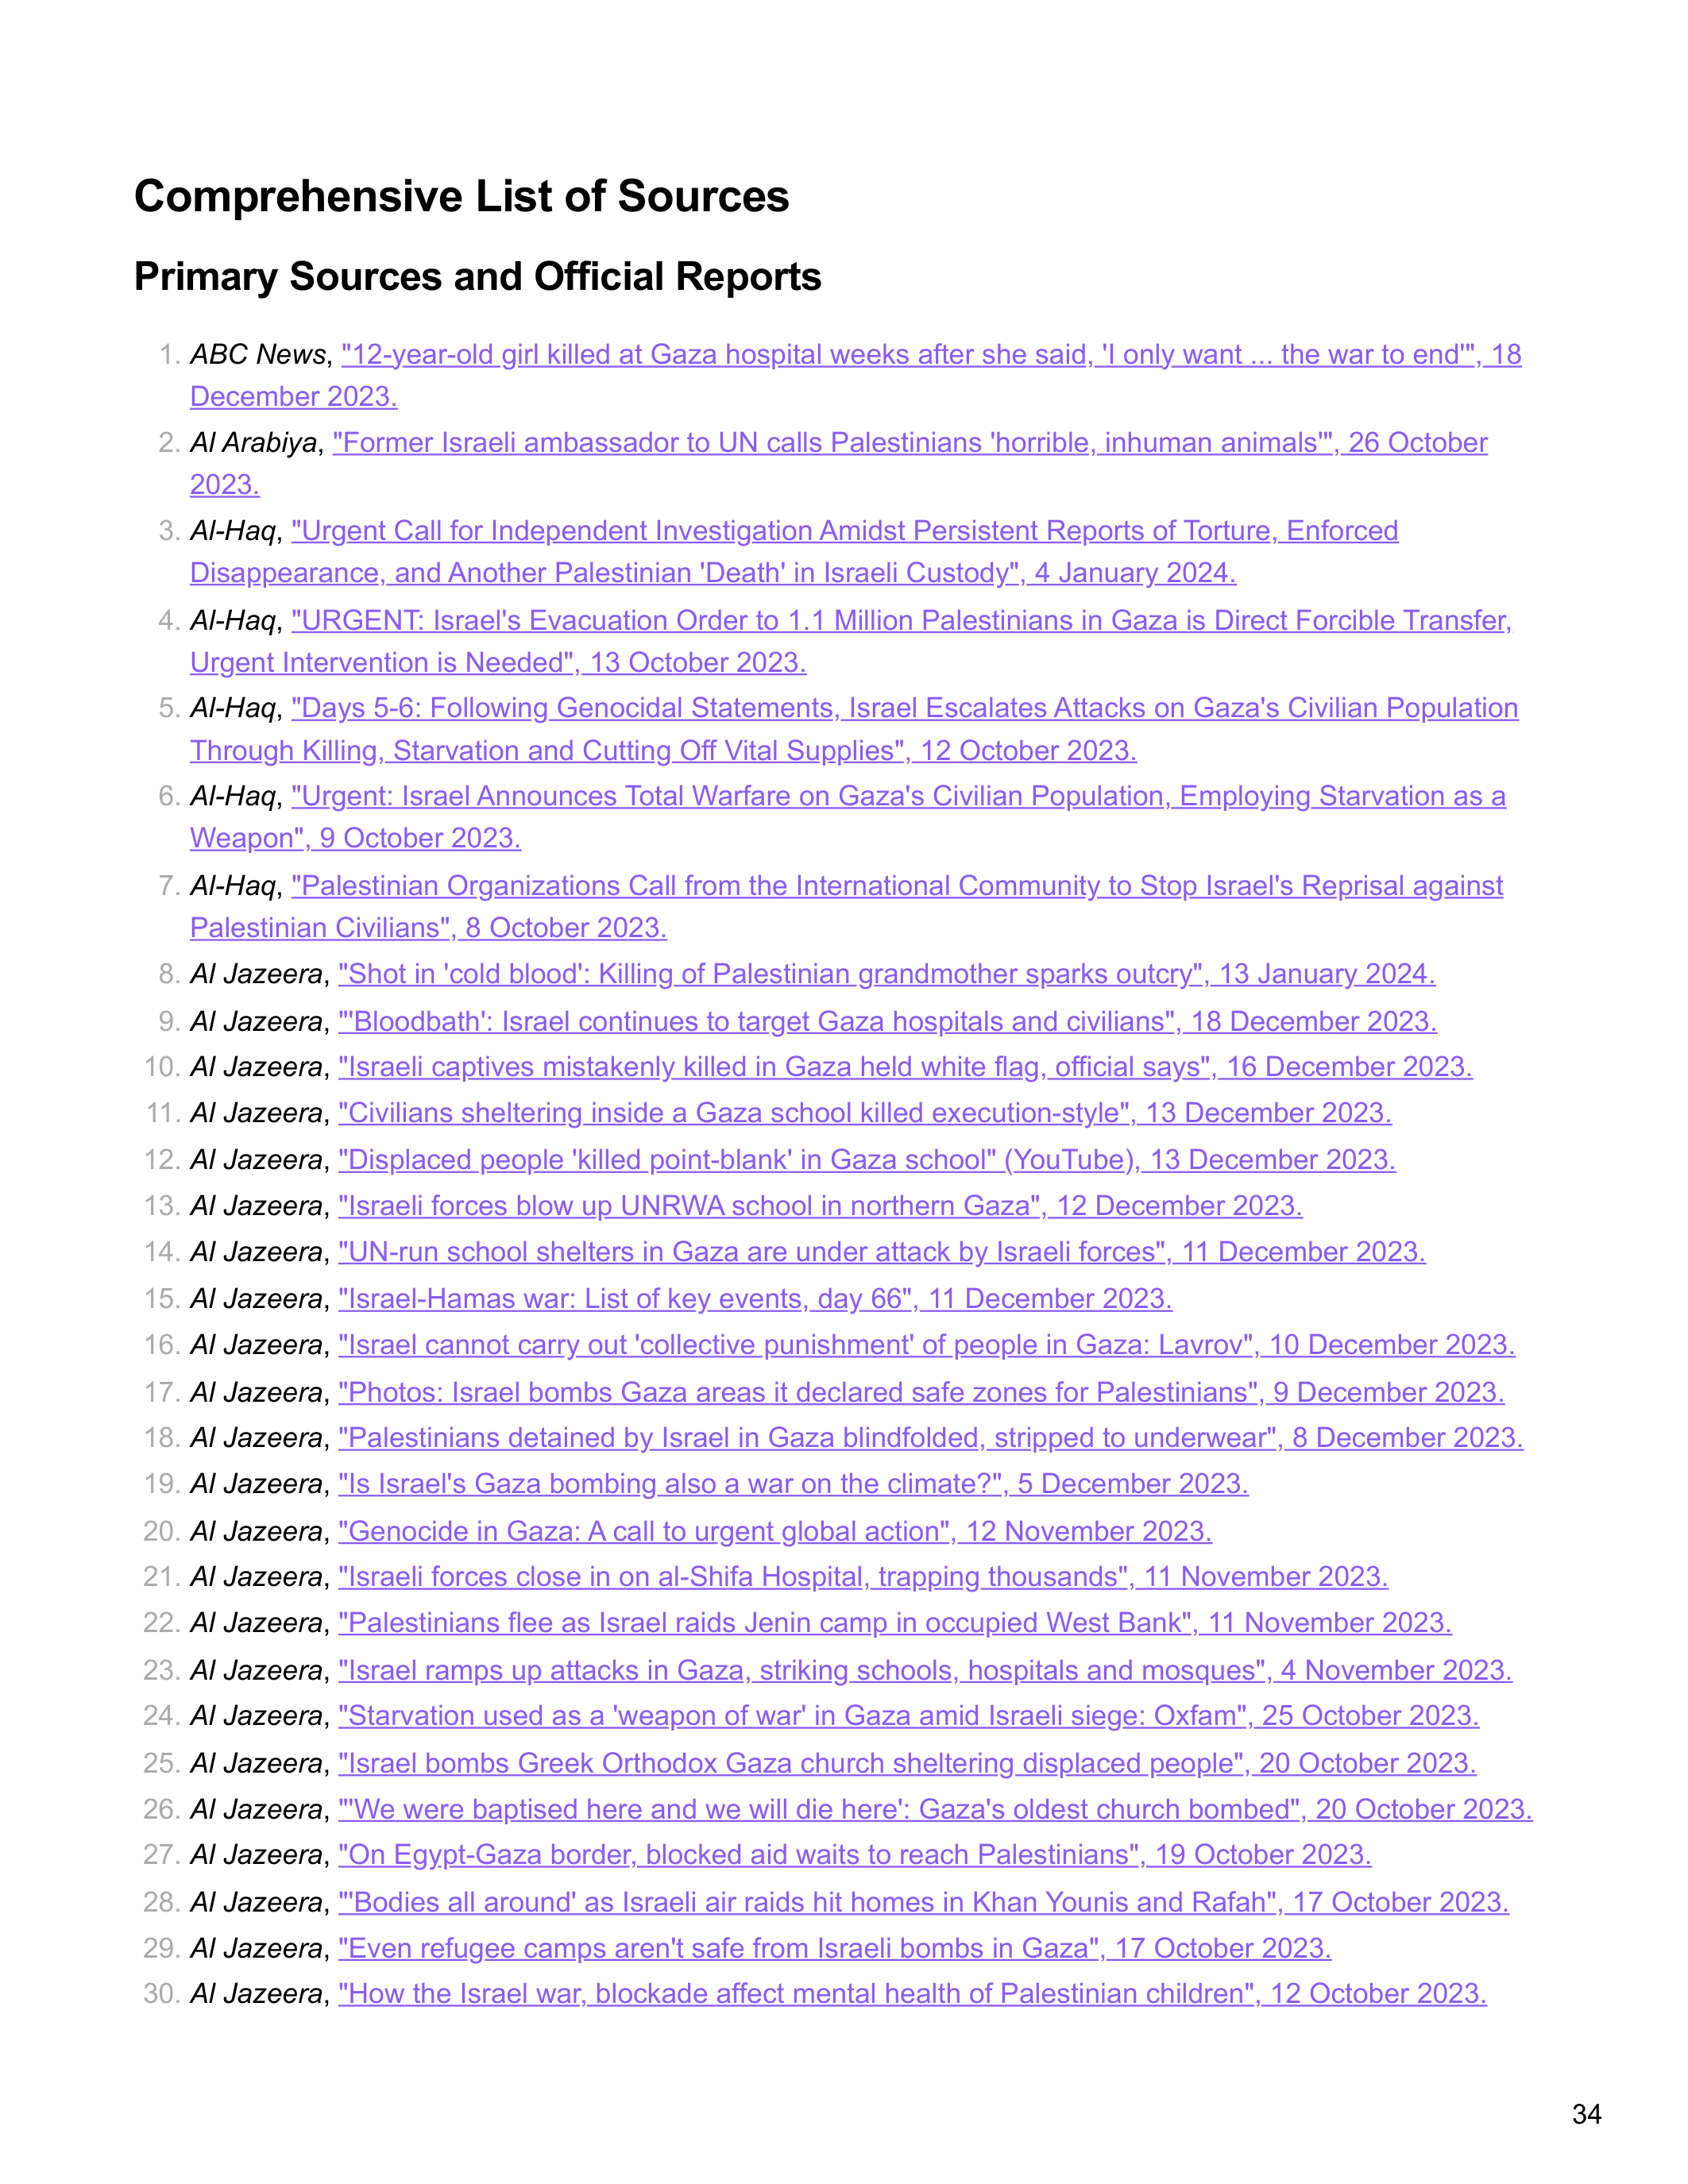 Comprehensive List of Sources
Primary Sources and Official Reports
1. ABC News, "12-year-old girl killed at Gaza hospital weeks after she said, 'I only want ... the war to end'", 18
December 2023.
2. Al Arabiya, "Former Israeli ambassador to UN calls Palestinians 'horrible, inhuman animals'", 26 October
2023.
3. Al-Haq, "Urgent Call for Independent Investigation Amidst Persistent Reports of Torture, Enforced
Disappearance, and Another Palestinian 'Death' in Israeli Custody", 4 January 2024.
4. Al-Haq, "URGENT: Israel's Evacuation Order to 1.1 Million Palestinians in Gaza is Direct Forcible Transfer,
Urgent Intervention is Needed", 13 October 2023.
5. Al-Haq, "Days 5-6: Following Genocidal Statements, Israel Escalates Attacks on Gaza's Civilian Population
Through Killing, Starvation and Cutting Off Vital Supplies", 12 October 2023.
6. Al-Haq, "Urgent: Israel Announces Total Warfare on Gaza's Civilian Population, Employing Starvation as a
Weapon", 9 October 2023.
7. Al-Haq, "Palestinian Organizations Call from the International Community to Stop Israel's Reprisal against
Palestinian Civilians", 8 October 2023.
8. Al Jazeera, "Shot in 'cold blood': Killing of Palestinian grandmother sparks outcry", 13 January 2024.
9. Al Jazeera, "'Bloodbath': Israel continues to target Gaza hospitals and civilians", 18 December 2023.
10. Al Jazeera, "Israeli captives mistakenly killed in Gaza held white flag, official says", 16 December 2023.
11. Al Jazeera, "Civilians sheltering inside a Gaza school killed execution-style", 13 December 2023.
12. Al Jazeera, "Displaced people 'killed point-blank' in Gaza school" (YouTube), 13 December 2023.
13. Al Jazeera, "Israeli forces blow up UNRWA school in northern Gaza", 12 December 2023.
14. Al Jazeera, "UN-run school shelters in Gaza are under attack by Israeli forces", 11 December 2023.
15. Al Jazeera, "Israel-Hamas war: List of key events, day 66", 11 December 2023.
16. Al Jazeera, "Israel cannot carry out 'collective punishment' of people in Gaza: Lavrov", 10 December 2023.
17. Al Jazeera, "Photos: Israel bombs Gaza areas it declared safe zones for Palestinians", 9 December 2023.
18. Al Jazeera, "Palestinians detained by Israel in Gaza blindfolded, stripped to underwear", 8 December 2023.
19. Al Jazeera, "Is Israel's Gaza bombing also a war on the climate?", 5 December 2023.
20. Al Jazeera, "Genocide in Gaza: A call to urgent global action", 12 November 2023.
21. Al Jazeera, "Israeli forces close in on al-Shifa Hospital, trapping thousands", 11 November 2023.
22. Al Jazeera, "Palestinians flee as Israel raids Jenin camp in occupied West Bank", 11 November 2023.
23. Al Jazeera, "Israel ramps up attacks in Gaza, striking schools, hospitals and mosques", 4 November 2023.
24. Al Jazeera, "Starvation used as a 'weapon of war' in Gaza amid Israeli siege: Oxfam", 25 October 2023.
25. Al Jazeera, "Israel bombs Greek Orthodox Gaza church sheltering displaced people", 20 October 2023.
26. Al Jazeera, "'We were baptised here and we will die here': Gaza's oldest church bombed", 20 October 2023.
27. Al Jazeera, "On Egypt-Gaza border, blocked aid waits to reach Palestinians", 19 October 2023.
28. Al Jazeera, "'Bodies all around' as Israeli air raids hit homes in Khan Younis and Rafah", 17 October 2023.
29. Al Jazeera, "Even refugee camps aren't safe from Israeli bombs in Gaza", 17 October 2023.
30. Al Jazeera, "How the Israel war, blockade affect mental health of Palestinian children", 12 October 2023.
34